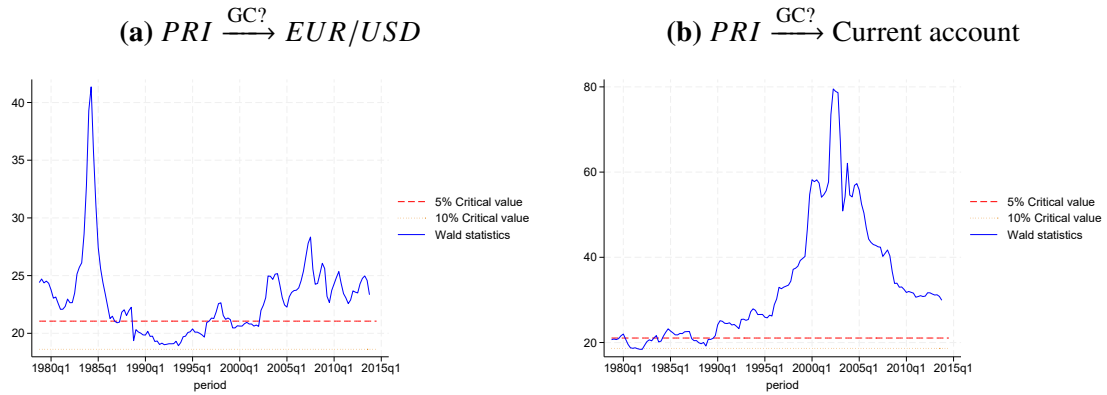 (a) PRI GC? → EUR/USD
40
35
30
25
20
1980q1 1985q1 1990q1 1995q1 2000q1 2005q1 2010q1 2015q1
period
5% Critical value
10% Critical value
Wald statistics
(b) PRI GC? → Current account
80
60
40
20
1980q1 1985q1 1990q1 1995q1 2000q1 2005q1 2010q1 2015q1
period
5% Critical value
10% Critical value
Wald statistics